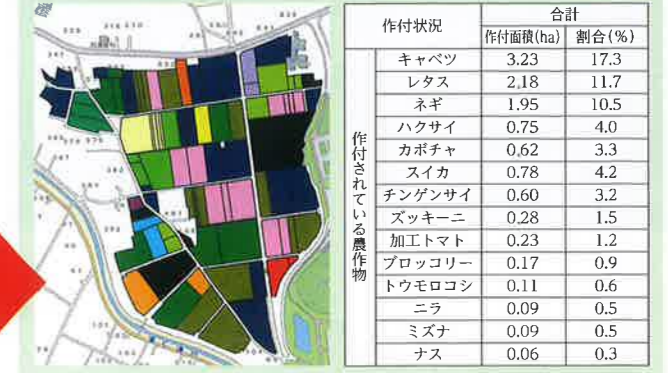 作付状況 合計
作付面積(ha) 割合(%)
作付されている農作物
キャベツ 3.23 17.3
レタス 2.18 11.7
ネギ 1.95 10.5
ハクサイ 0.75 4.0
カボチャ 0.62 3.3
スイカ 0.78 4.2
チンゲンサイ 0.60 3.2
ズッキーニ 0.28 1.5
加工トマト 0.23 1.2
ブロッコリー 0.17 0.9
トウモロコシ 0.11 0.6
ニラ 0.09 0.5
ミズナ 0.09 0.5
ナス 0.06 0.3